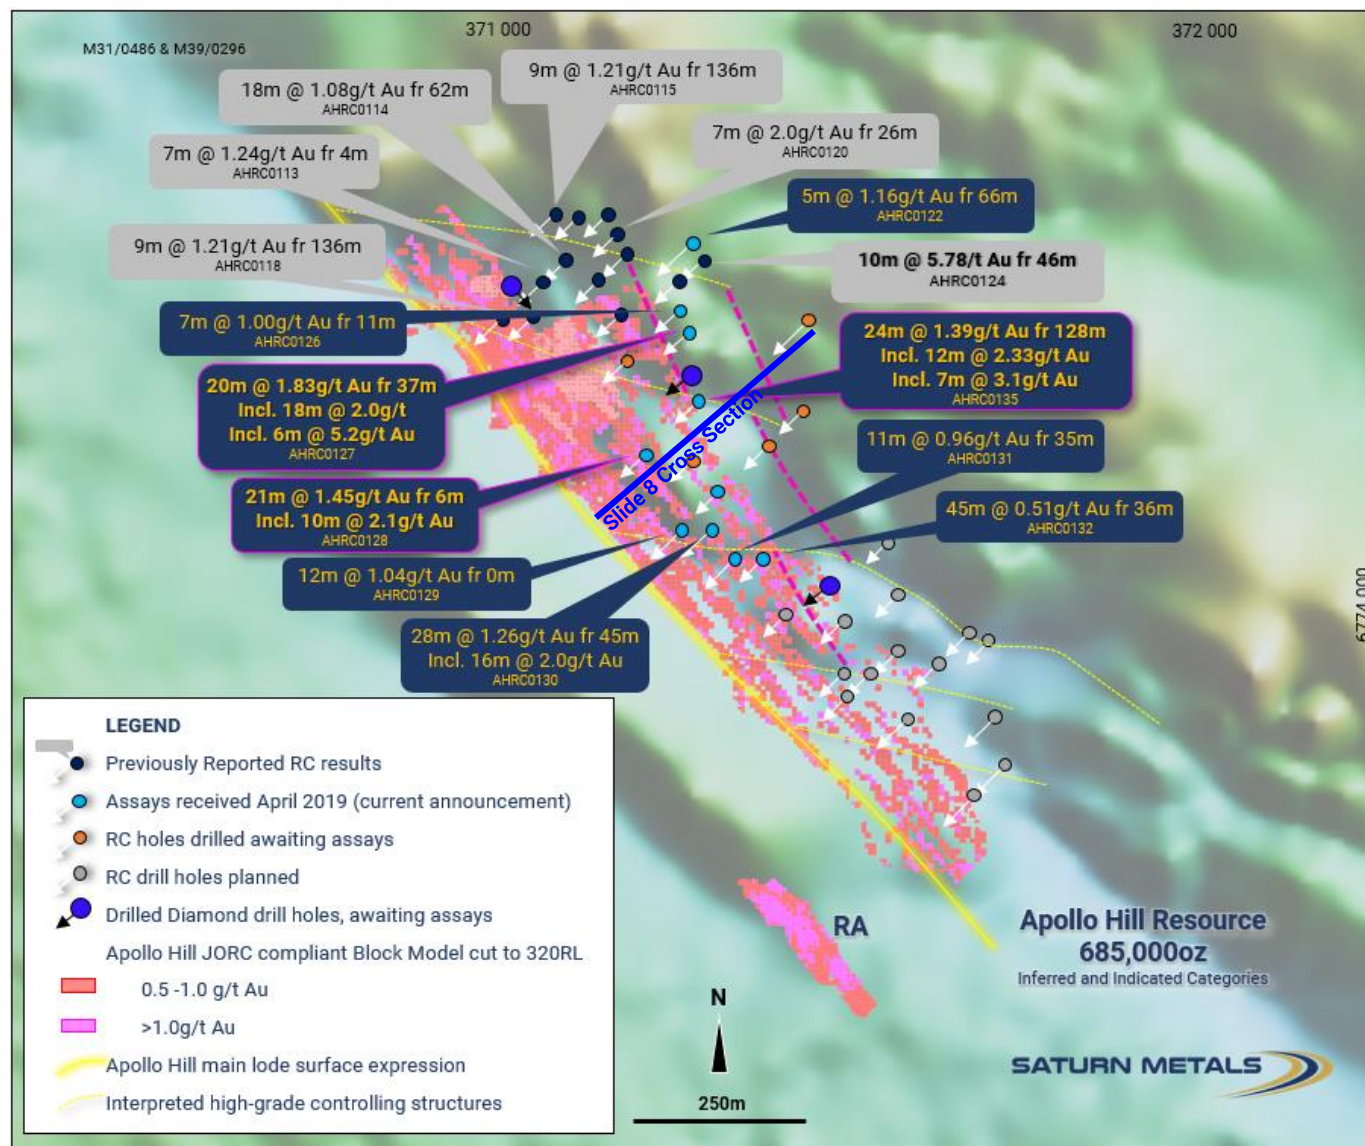 371 000
372 000
M31/0486 & M39/0296
9m @ 1.21g/t Au fr 136m
AHRC0115
18m @ 1.08g/t Au fr 62m
AHRC0114
7m @ 2.0g/t Au fr 26m
AHRC0120
7m @ 1.24g/t Au fr 4m
AHRC0113
5m @ 1.16g/t Au fr 66m
AHRC0122
9m @ 1.21g/t Au fr 136m
AHRC0118
10m @ 5.78/t Au fr 46m
AHRC0124
7m @ 1.00g/t Au fr 11m
AHRC0126
24m @ 1.39g/t Au fr 128m
Incl. 12m @ 2.33g/t Au
Incl. 7m @ 3.1g/t Au
AHRC0135
20m @ 1.83g/t Au fr 37m
Incl. 18m @ 2.0g/t
Incl. 6m @ 5.2g/t Au
AHRC0127
Slide 8 Cross Section
11m @ 0.96g/t Au fr 35m
AHRC0131
21m @ 1.45g/t Au fr 6m
Incl. 10m @ 2.1g/t Au
AHRC0128
45m @ 0.51g/t Au fr 36m
AHRC0132
12m @ 1.04g/t Au fr 0m
AHRC0129
6774 000
28m @ 1.26g/t Au fr 45m
Incl. 16m @ 2.0g/t Au
AHRC0130
LEGEND
Previously Reported RC results
Assays received April 2019 (current announcement)
RC holes drilled awaiting assays
RC drill holes planned
Drilled Diamond drill holes, awaiting assays
Apollo Hill JORC compliant Block Model cut to 320RL
0.5 -1.0 g/t Au
>1.0g/t Au
Apollo Hill main lode surface expression
Interpreted high-grade controlling structures
RA
Apollo Hill Resource
685,000oz
Inferred and Indicated Categories
N
250m
SATURN METALS